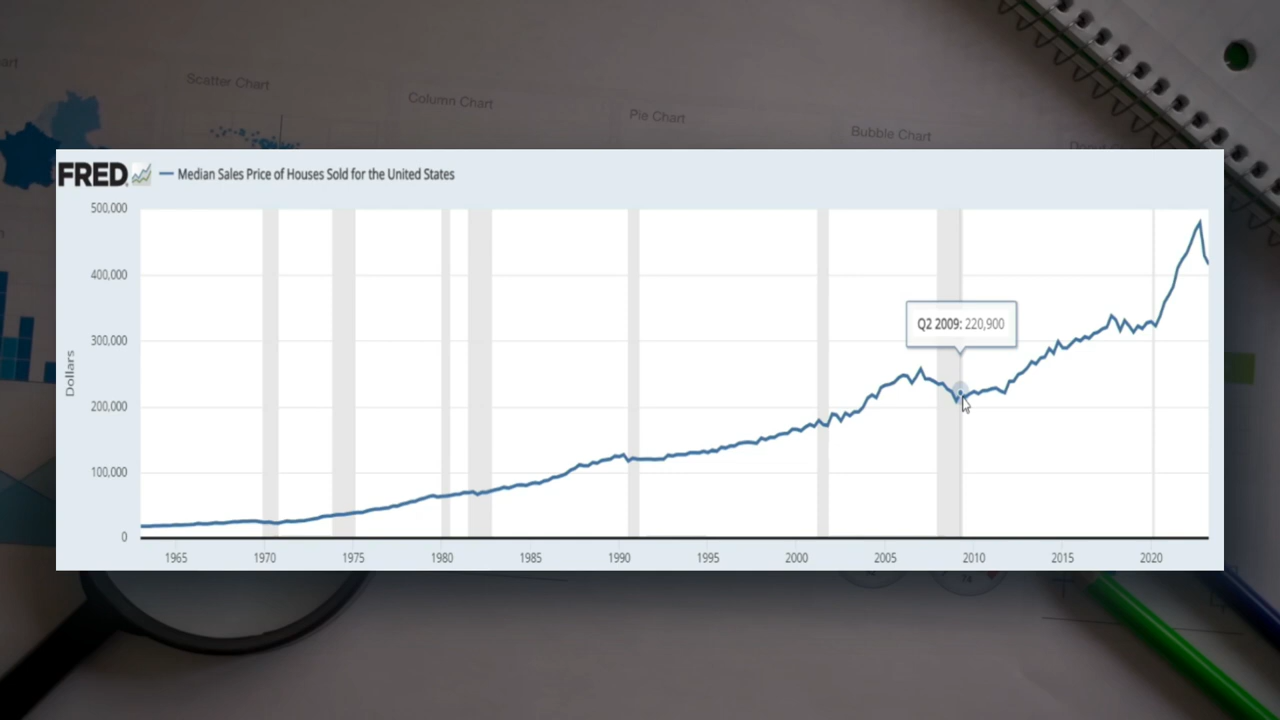 Scatter Chart
Column Chart
Pie Chart
Bubble Chart
FRED
Median Sales Price of Houses Sold for the United States
500,000
400,000
300,000
200,000
100,000
0
Dollars
Q2 2009: 220,900
1965 1970 1975 1980 1985 1990 1995 2000 2005 2010 2015 2020
74